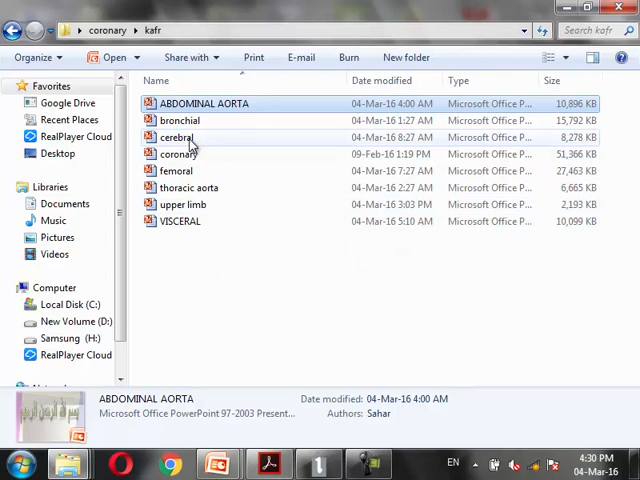 coronary ▸ kafr
Search kafr
Organize
Open
Share with
Print
E-mail
Burn
New folder
Name
Date modified
Type
Size
ABDOMINAL AORTA 04-Mar-16 4:00 AM Microsoft Office P... 10,896 KB
bronchial 04-Mar-16 1:27 AM Microsoft Office P... 15,792 KB
cerebral 04-Mar-16 8:27 AM Microsoft Office P... 8,278 KB
coronary 09-Feb-16 1:19 PM Microsoft Office P... 51,366 KB
femoral 04-Mar-16 7:27 AM Microsoft Office P... 27,463 KB
thoracic aorta 04-Mar-16 2:27 AM Microsoft Office P... 6,665 KB
upper limb 04-Mar-16 3:03 PM Microsoft Office P... 2,193 KB
VISCERAL 04-Mar-16 5:10 AM Microsoft Office P... 10,099 KB
Favorites
Google Drive
Recent Places
RealPlayer Cloud
Desktop
Libraries
Documents
Music
Pictures
Videos
Computer
Local Disk (C:)
New Volume (D:)
Samsung (H:)
RealPlayer Cloud
بسم الله الرحمن الرحيم
ABDOMINAL AORTA
Microsoft Office PowerPoint 97-2003 Present...
Date modified: 04-Mar-16 4:00 AM
Authors: Sahar
EN
4:30 PM
04-Mar-16